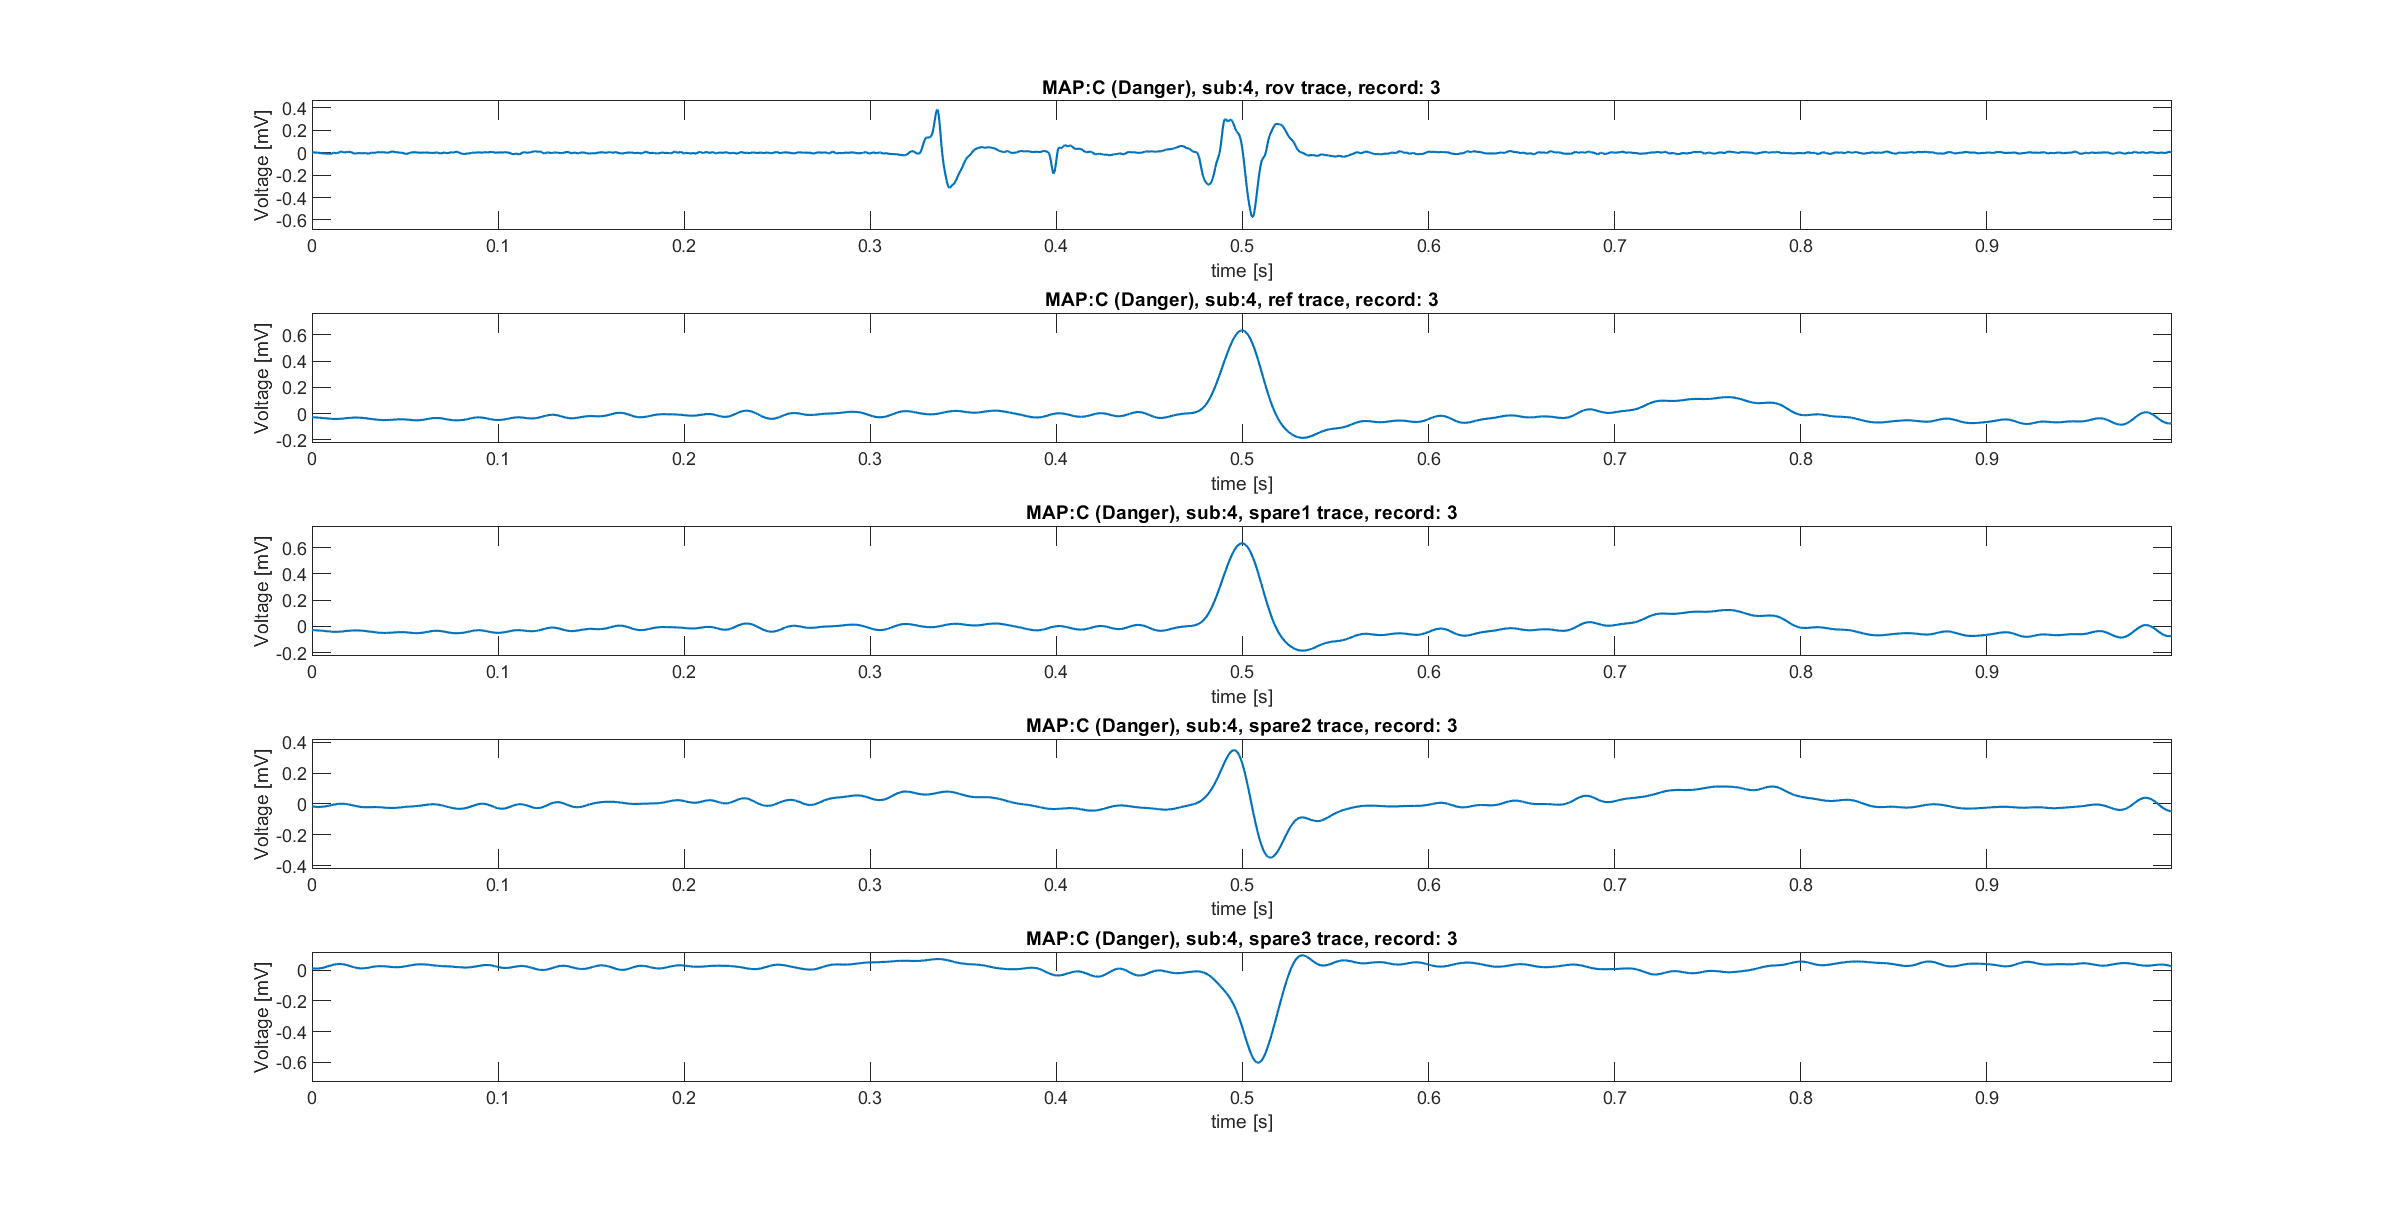 MAP:C (Danger), sub:4, rov trace, record: 3
Voltage [mV]
0.4
0.2
0
-0.2
-0.4
-0.6
0 0.1 0.2 0.3 0.4 0.5 0.6 0.7 0.8 0.9
time [s]
MAP:C (Danger), sub:4, ref trace, record: 3
Voltage [mV]
0.6
0.4
0.2
0
-0.2
0 0.1 0.2 0.3 0.4 0.5 0.6 0.7 0.8 0.9
time [s]
MAP:C (Danger), sub:4, spare1 trace, record: 3
Voltage [mV]
0.6
0.4
0.2
0
-0.2
0 0.1 0.2 0.3 0.4 0.5 0.6 0.7 0.8 0.9
time [s]
MAP:C (Danger), sub:4, spare2 trace, record: 3
Voltage [mV]
0.4
0.2
0
-0.2
-0.4
0 0.1 0.2 0.3 0.4 0.5 0.6 0.7 0.8 0.9
time [s]
MAP:C (Danger), sub:4, spare3 trace, record: 3
Voltage [mV]
0
-0.2
-0.4
-0.6
0 0.1 0.2 0.3 0.4 0.5 0.6 0.7 0.8 0.9
time [s]